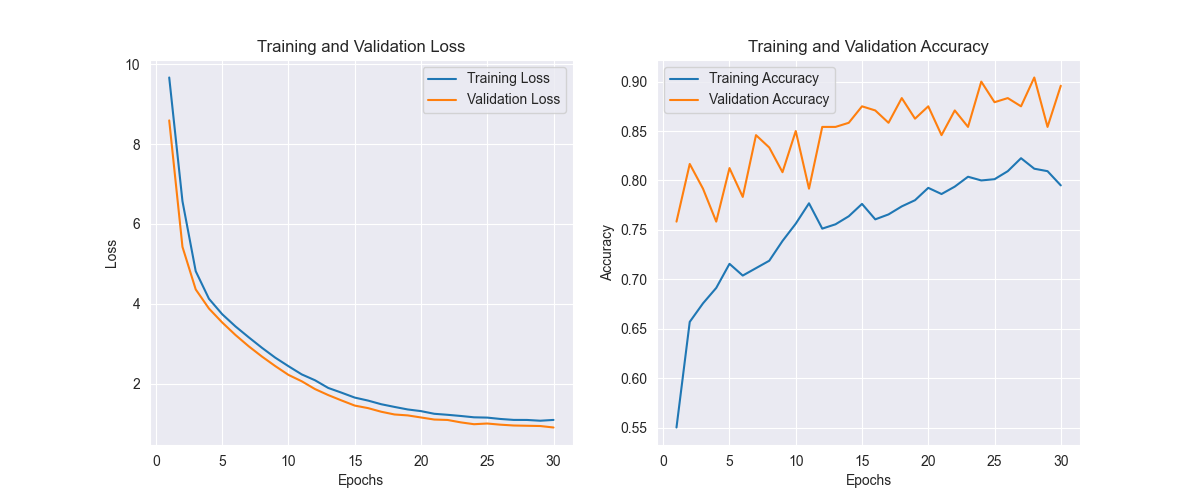 Training and Validation Loss
Training Loss
Validation Loss
10
8
6
4
2
Loss
0 5 10 15 20 25 30
Epochs
Training and Validation Accuracy
Training Accuracy
Validation Accuracy
0.90
0.85
0.80
0.75
0.70
0.65
0.60
0.55
Accuracy
0 5 10 15 20 25 30
Epochs